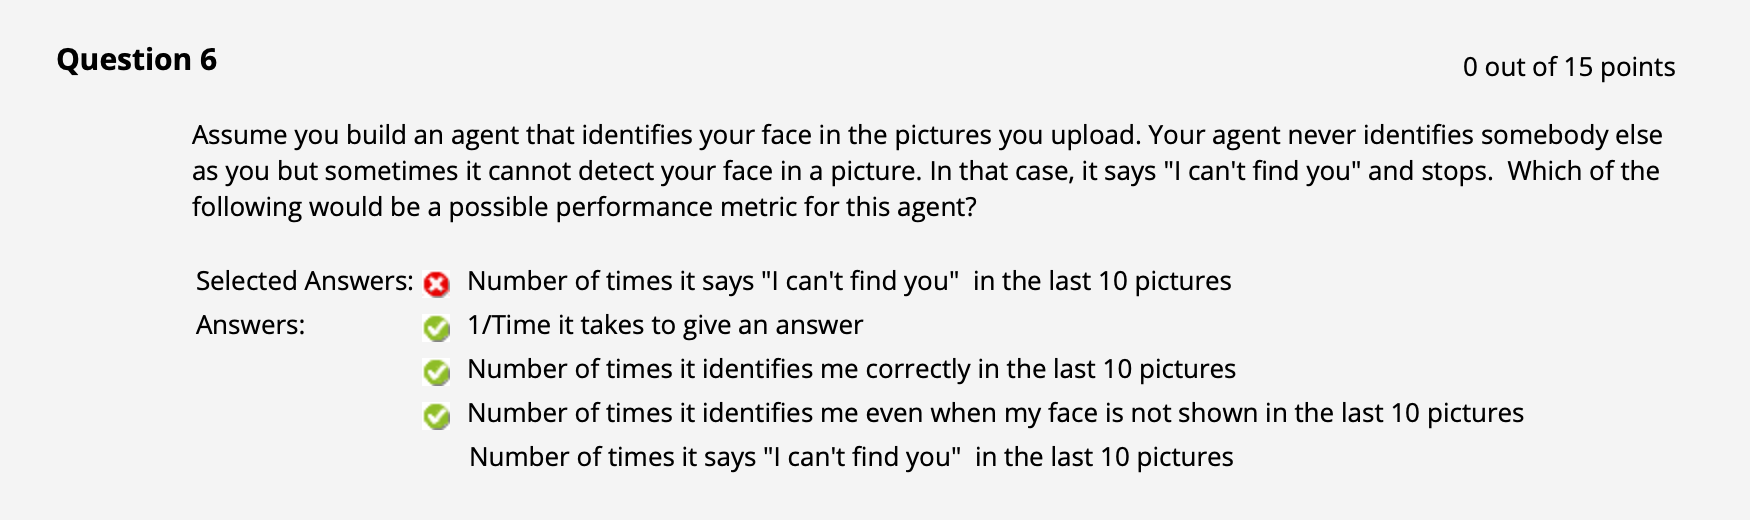 Question 6
0 out of 15 points
Assume you build an agent that identifies your face in the pictures you upload. Your agent never identifies somebody else
as you but sometimes it cannot detect your face in a picture. In that case, it says "I can't find you" and stops.  Which of the
following would be a possible performance metric for this agent?
Selected Answers: Number of times it says "I can't find you"  in the last 10 pictures
Answers: 1/Time it takes to give an answer
Number of times it identifies me correctly in the last 10 pictures
Number of times it identifies me even when my face is not shown in the last 10 pictures
Number of times it says "I can't find you"  in the last 10 pictures